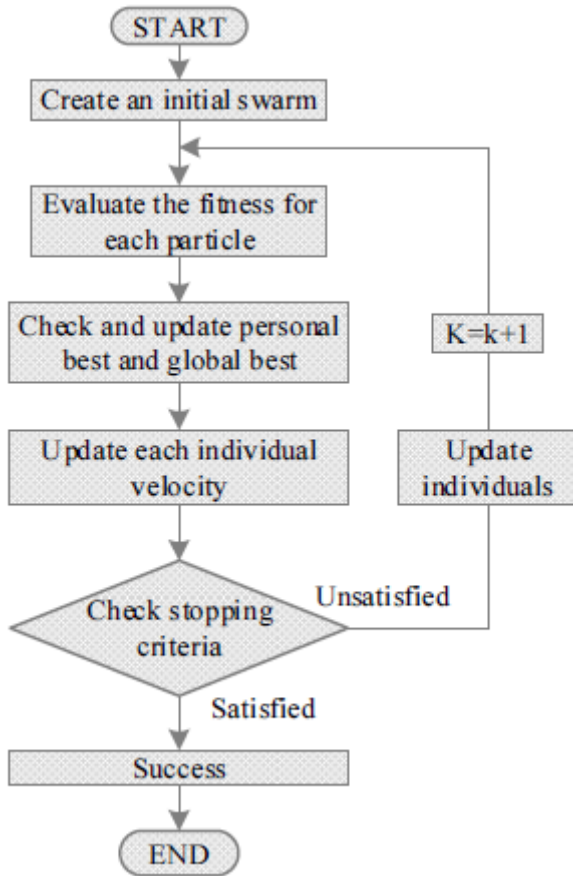 START
Create an initial swarm
Evaluate the fitness for
each particle
Check and update personal
best and global best
K=k+1
Update each individual
velocity
Update
individuals
Check stopping
criteria
Unsatisfied
Satisfied
Success
END